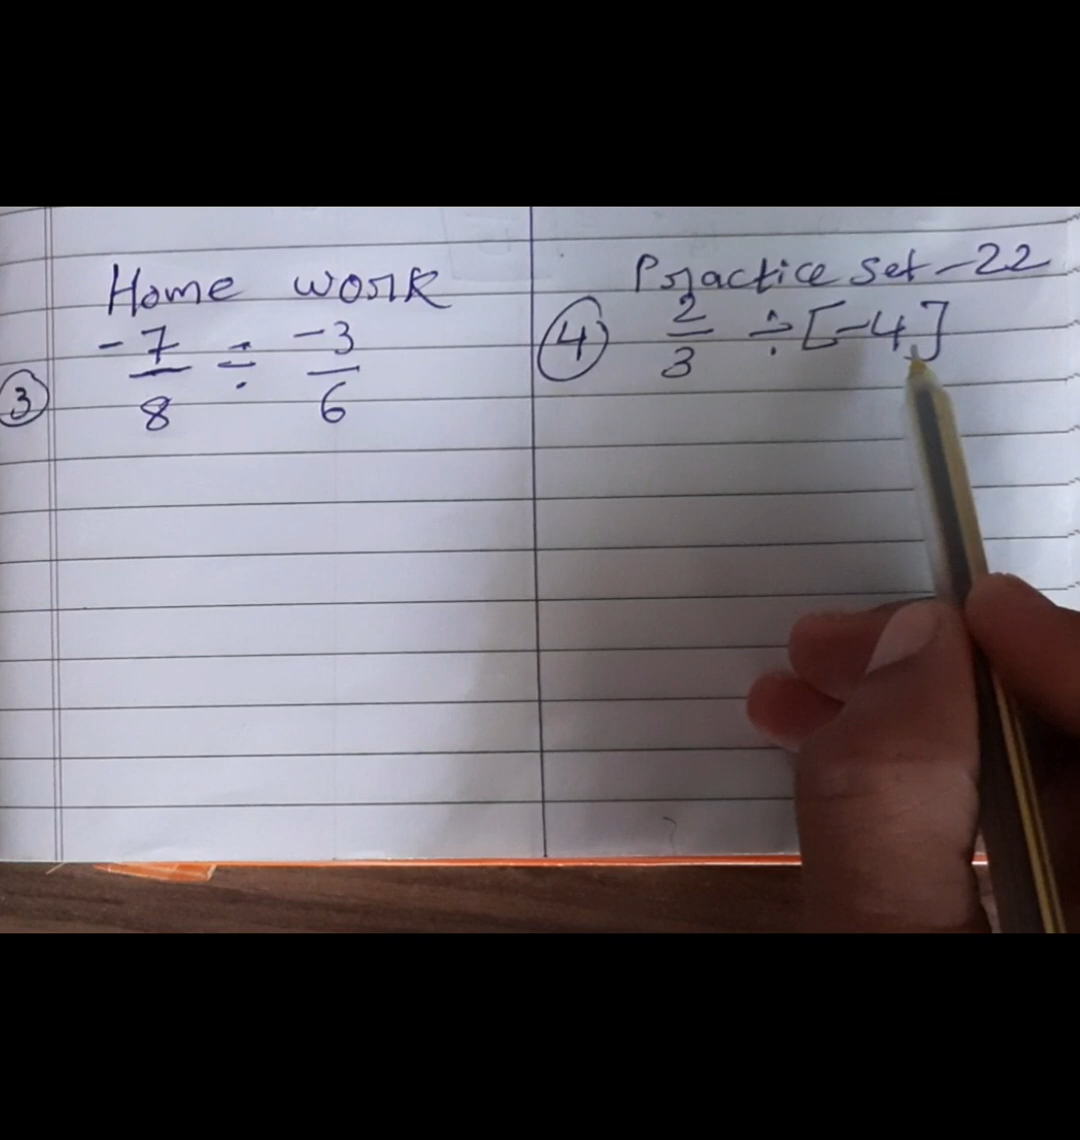 Home work
③ -7/8 ÷ -3/6
Practice set - 22
④ 2/3 ÷ [-4]